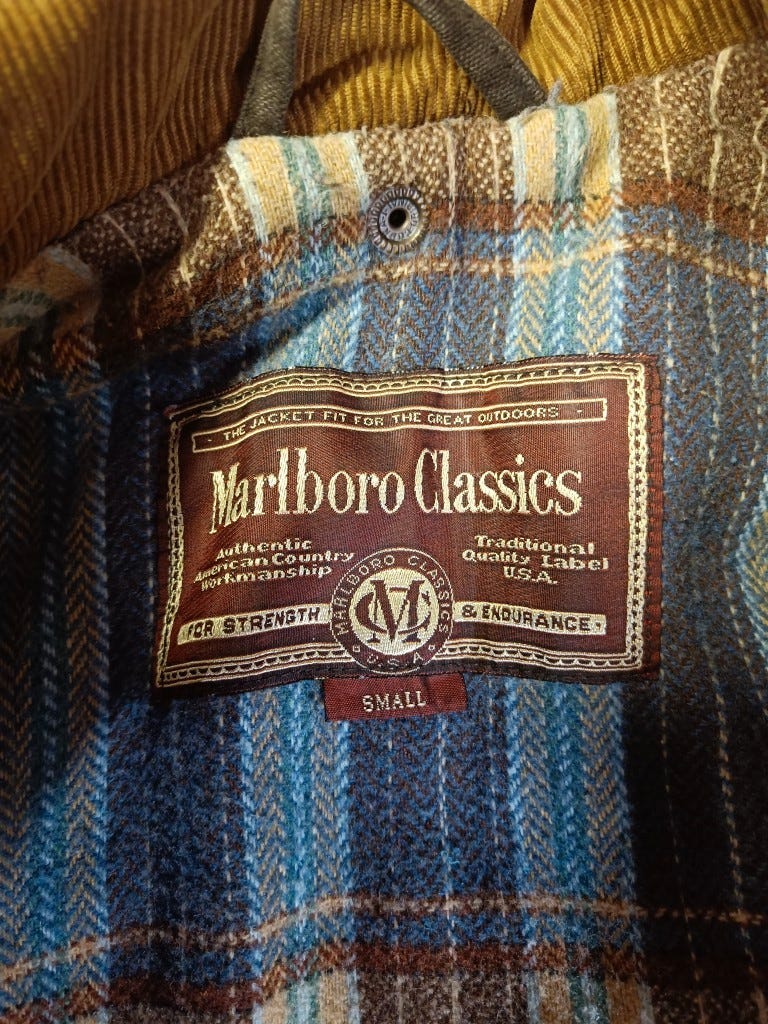 · THE JACKET FIT FOR THE GREAT OUTDOORS ·
Marlboro Classics
Authentic
American Country
Workmanship
Traditional
Quality Label
U.S.A.
FOR STRENGTH & ENDURANCE ·
MARLBORO CLASSICS
MC
· U.S.A ·
SMALL